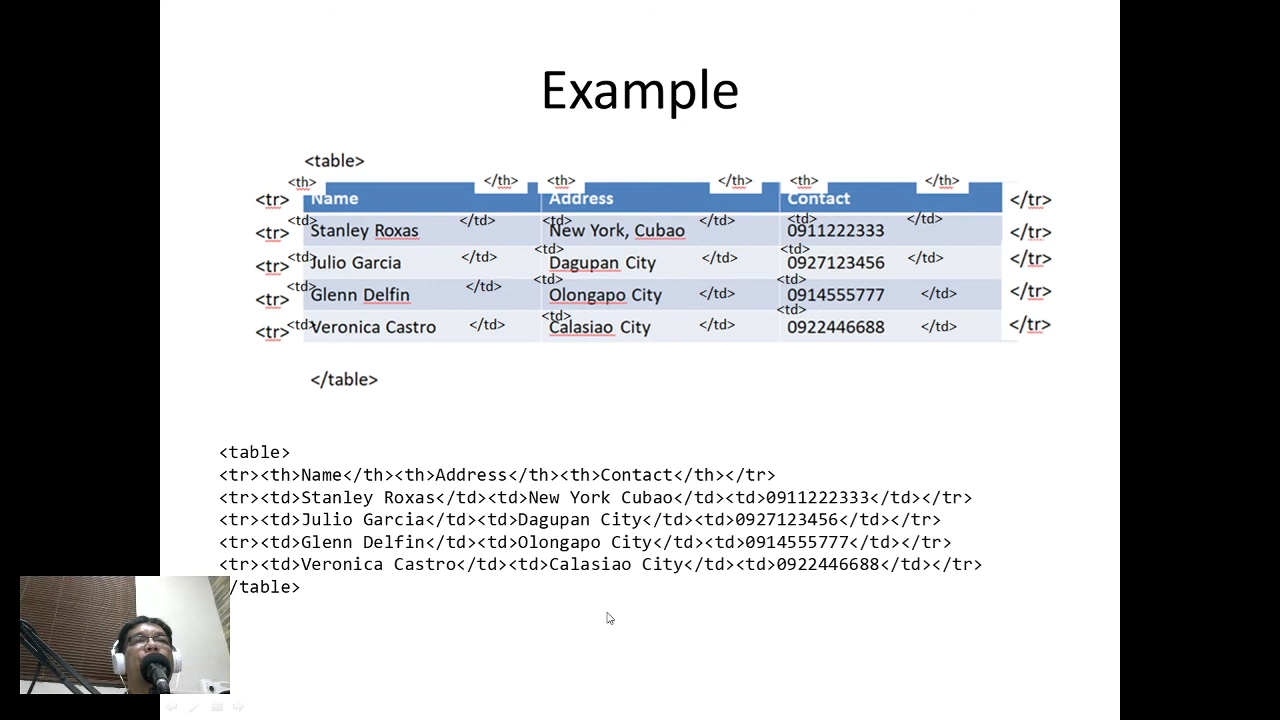 Example
<table>
<th> </th> <th> </th> <th> </th>
<tr> Name Address Contact </tr>
<tr> <td> Stanley Roxas </td> <td> New York, Cubao </td> <td> 0911222333 </td> </tr>
<tr> <td> Julio Garcia </td> <td> Dagupan City </td> <td> 0927123456 </td> </tr>
<tr> <td> Glenn Delfin </td> <td> Olongapo City </td> <td> 0914555777 </td> </tr>
<tr> <td> Veronica Castro </td> <td> Calasiao City </td> <td> 0922446688 </td> </tr>
</table>
<table>
<tr><th>Name</th><th>Address</th><th>Contact</th></tr>
<tr><td>Stanley Roxas</td><td>New York Cubao</td><td>0911222333</td></tr>
<tr><td>Julio Garcia</td><td>Dagupan City</td><td>0927123456</td></tr>
<tr><td>Glenn Delfin</td><td>Olongapo City</td><td>0914555777</td></tr>
<tr><td>Veronica Castro</td><td>Calasiao City</td><td>0922446688</td></tr>
/table>